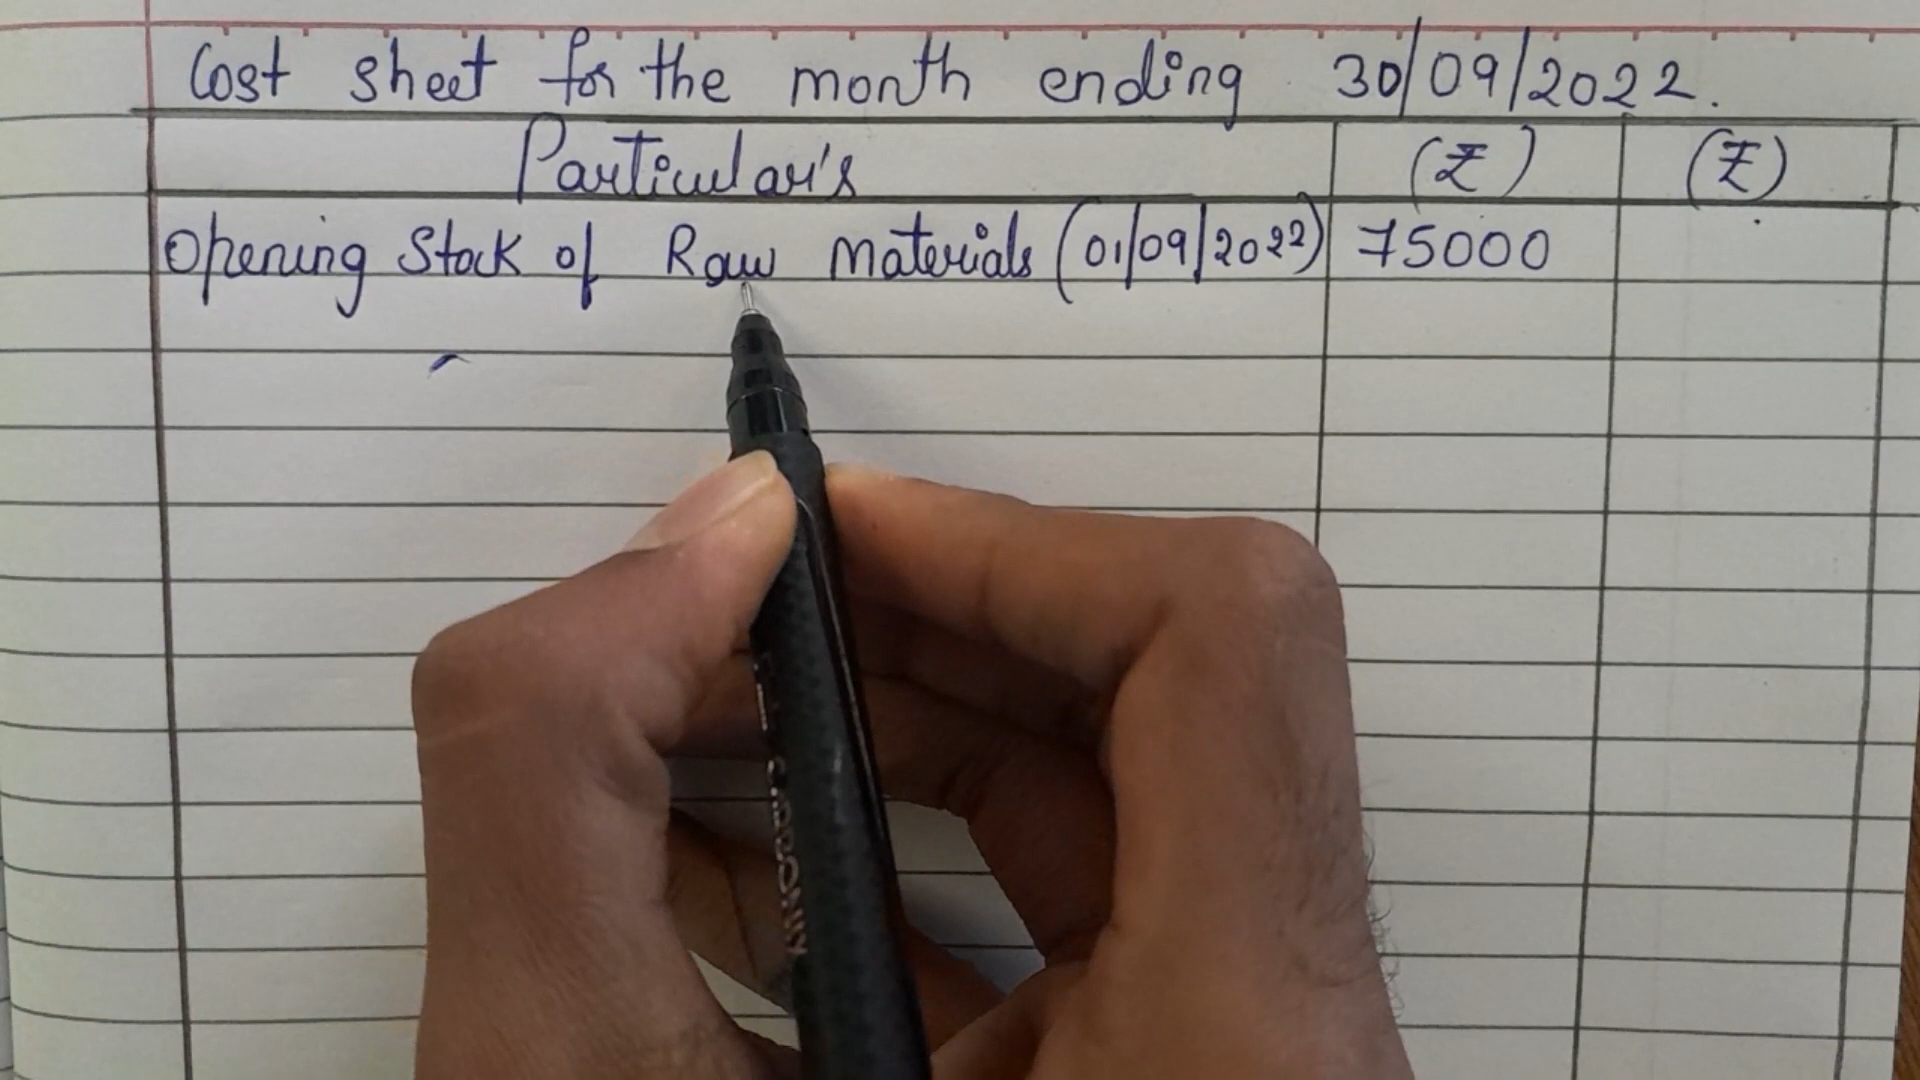 Cost sheet for the month ending 30/09/2022.
Particular's (₹) (₹)
Opening Stock of Raw Materials (01/09/2022) 75000